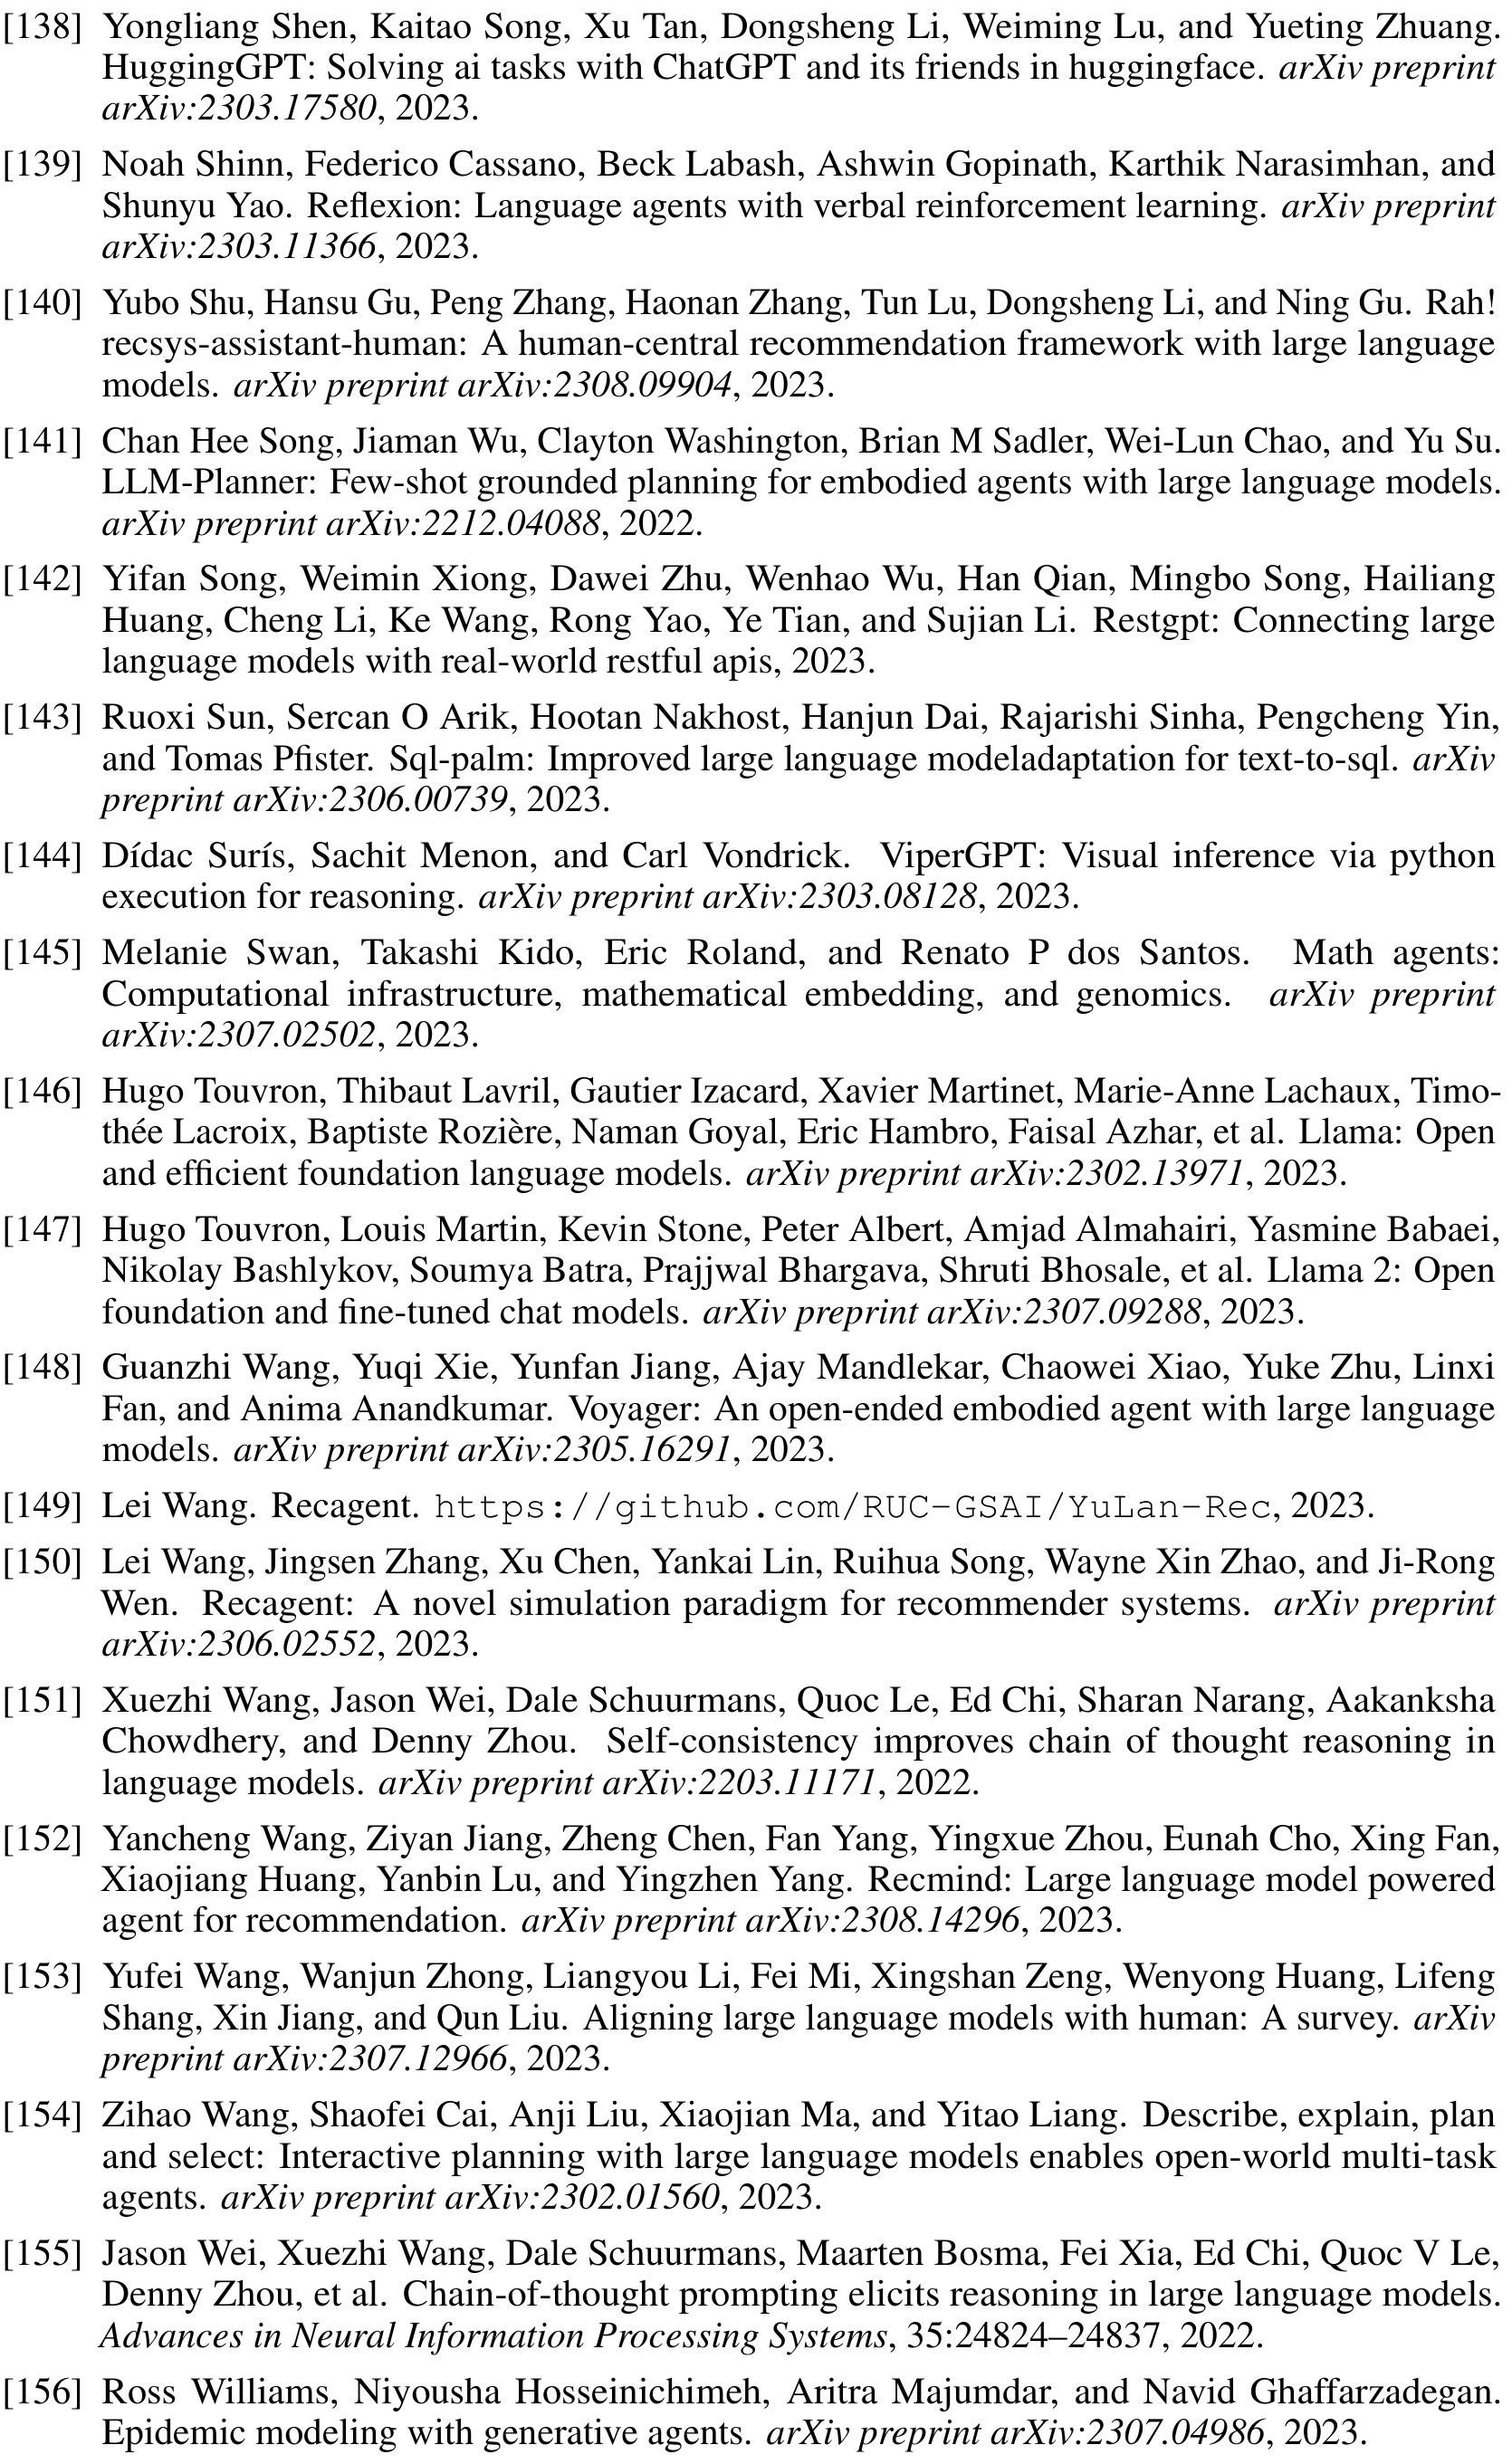 [138] Yongliang Shen, Kaitao Song, Xu Tan, Dongsheng Li, Weiming Lu, and Yueting Zhuang.
HuggingGPT: Solving ai tasks with ChatGPT and its friends in huggingface. arXiv preprint
arXiv:2303.17580, 2023.
[139] Noah Shinn, Federico Cassano, Beck Labash, Ashwin Gopinath, Karthik Narasimhan, and
Shunyu Yao. Reflexion: Language agents with verbal reinforcement learning. arXiv preprint
arXiv:2303.11366, 2023.
[140] Yubo Shu, Hansu Gu, Peng Zhang, Haonan Zhang, Tun Lu, Dongsheng Li, and Ning Gu. Rah!
recsys-assistant-human: A human-central recommendation framework with large language
models. arXiv preprint arXiv:2308.09904, 2023.
[141] Chan Hee Song, Jiaman Wu, Clayton Washington, Brian M Sadler, Wei-Lun Chao, and Yu Su.
LLM-Planner: Few-shot grounded planning for embodied agents with large language models.
arXiv preprint arXiv:2212.04088, 2022.
[142] Yifan Song, Weimin Xiong, Dawei Zhu, Wenhao Wu, Han Qian, Mingbo Song, Hailiang
Huang, Cheng Li, Ke Wang, Rong Yao, Ye Tian, and Sujian Li. Restgpt: Connecting large
language models with real-world restful apis, 2023.
[143] Ruoxi Sun, Sercan O Arik, Hootan Nakhost, Hanjun Dai, Rajarishi Sinha, Pengcheng Yin,
and Tomas Pfister. Sql-palm: Improved large language modeladaptation for text-to-sql. arXiv
preprint arXiv:2306.00739, 2023.
[144] Dídac Surís, Sachit Menon, and Carl Vondrick. ViperGPT: Visual inference via python
execution for reasoning. arXiv preprint arXiv:2303.08128, 2023.
[145] Melanie Swan, Takashi Kido, Eric Roland, and Renato P dos Santos. Math agents:
Computational infrastructure, mathematical embedding, and genomics. arXiv preprint
arXiv:2307.02502, 2023.
[146] Hugo Touvron, Thibaut Lavril, Gautier Izacard, Xavier Martinet, Marie-Anne Lachaux, Timo-
thée Lacroix, Baptiste Rozière, Naman Goyal, Eric Hambro, Faisal Azhar, et al. Llama: Open
and efficient foundation language models. arXiv preprint arXiv:2302.13971, 2023.
[147] Hugo Touvron, Louis Martin, Kevin Stone, Peter Albert, Amjad Almahairi, Yasmine Babaei,
Nikolay Bashlykov, Soumya Batra, Prajjwal Bhargava, Shruti Bhosale, et al. Llama 2: Open
foundation and fine-tuned chat models. arXiv preprint arXiv:2307.09288, 2023.
[148] Guanzhi Wang, Yuqi Xie, Yunfan Jiang, Ajay Mandlekar, Chaowei Xiao, Yuke Zhu, Linxi
Fan, and Anima Anandkumar. Voyager: An open-ended embodied agent with large language
models. arXiv preprint arXiv:2305.16291, 2023.
[149] Lei Wang. Recagent. https://github.com/RUC-GSAI/YuLan-Rec, 2023.
[150] Lei Wang, Jingsen Zhang, Xu Chen, Yankai Lin, Ruihua Song, Wayne Xin Zhao, and Ji-Rong
Wen. Recagent: A novel simulation paradigm for recommender systems. arXiv preprint
arXiv:2306.02552, 2023.
[151] Xuezhi Wang, Jason Wei, Dale Schuurmans, Quoc Le, Ed Chi, Sharan Narang, Aakanksha
Chowdhery, and Denny Zhou. Self-consistency improves chain of thought reasoning in
language models. arXiv preprint arXiv:2203.11171, 2022.
[152] Yancheng Wang, Ziyan Jiang, Zheng Chen, Fan Yang, Yingxue Zhou, Eunah Cho, Xing Fan,
Xiaojiang Huang, Yanbin Lu, and Yingzhen Yang. Recmind: Large language model powered
agent for recommendation. arXiv preprint arXiv:2308.14296, 2023.
[153] Yufei Wang, Wanjun Zhong, Liangyou Li, Fei Mi, Xingshan Zeng, Wenyong Huang, Lifeng
Shang, Xin Jiang, and Qun Liu. Aligning large language models with human: A survey. arXiv
preprint arXiv:2307.12966, 2023.
[154] Zihao Wang, Shaofei Cai, Anji Liu, Xiaojian Ma, and Yitao Liang. Describe, explain, plan
and select: Interactive planning with large language models enables open-world multi-task
agents. arXiv preprint arXiv:2302.01560, 2023.
[155] Jason Wei, Xuezhi Wang, Dale Schuurmans, Maarten Bosma, Fei Xia, Ed Chi, Quoc V Le,
Denny Zhou, et al. Chain-of-thought prompting elicits reasoning in large language models.
Advances in Neural Information Processing Systems, 35:24824–24837, 2022.
[156] Ross Williams, Niyousha Hosseinichimeh, Aritra Majumdar, and Navid Ghaffarzadegan.
Epidemic modeling with generative agents. arXiv preprint arXiv:2307.04986, 2023.